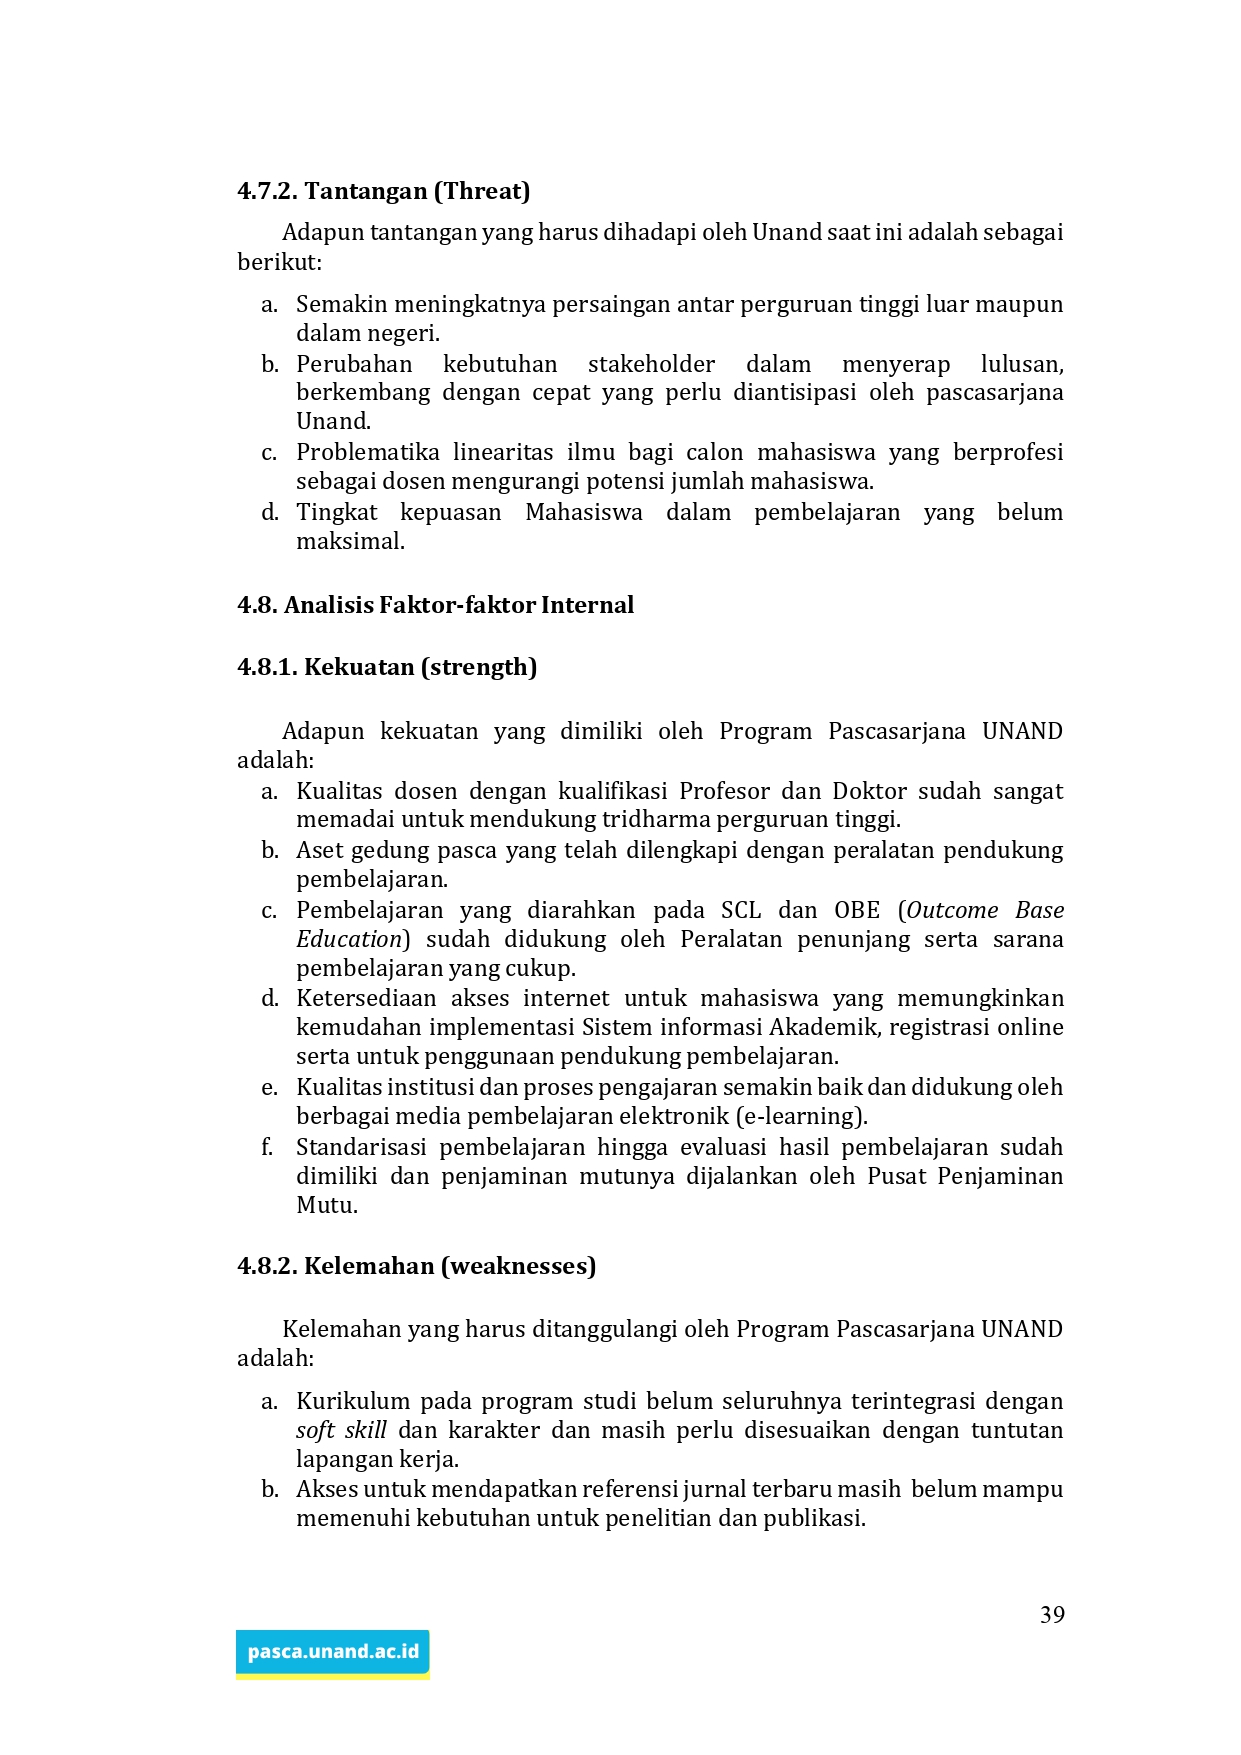 4.7.2. Tantangan (Threat)
Adapun tantangan yang harus dihadapi oleh Unand saat ini adalah sebagai
berikut:
a. Semakin meningkatnya persaingan antar perguruan tinggi luar maupun
dalam negeri.
b. Perubahan kebutuhan stakeholder dalam menyerap lulusan,
berkembang dengan cepat yang perlu diantisipasi oleh pascasarjana
Unand.
c. Problematika linearitas ilmu bagi calon mahasiswa yang berprofesi
sebagai dosen mengurangi potensi jumlah mahasiswa.
d. Tingkat kepuasan Mahasiswa dalam pembelajaran yang belum
maksimal.
4.8. Analisis Faktor-faktor Internal
4.8.1. Kekuatan (strength)
Adapun kekuatan yang dimiliki oleh Program Pascasarjana UNAND
adalah:
a. Kualitas dosen dengan kualifikasi Profesor dan Doktor sudah sangat
memadai untuk mendukung tridharma perguruan tinggi.
b. Aset gedung pasca yang telah dilengkapi dengan peralatan pendukung
pembelajaran.
c. Pembelajaran yang diarahkan pada SCL dan OBE (Outcome Base
Education) sudah didukung oleh Peralatan penunjang serta sarana
pembelajaran yang cukup.
d. Ketersediaan akses internet untuk mahasiswa yang memungkinkan
kemudahan implementasi Sistem informasi Akademik, registrasi online
serta untuk penggunaan pendukung pembelajaran.
e. Kualitas institusi dan proses pengajaran semakin baik dan didukung oleh
berbagai media pembelajaran elektronik (e-learning).
f. Standarisasi pembelajaran hingga evaluasi hasil pembelajaran sudah
dimiliki dan penjaminan mutunya dijalankan oleh Pusat Penjaminan
Mutu.
4.8.2. Kelemahan (weaknesses)
Kelemahan yang harus ditanggulangi oleh Program Pascasarjana UNAND
adalah:
a. Kurikulum pada program studi belum seluruhnya terintegrasi dengan
soft skill dan karakter dan masih perlu disesuaikan dengan tuntutan
lapangan kerja.
b. Akses untuk mendapatkan referensi jurnal terbaru masih belum mampu
memenuhi kebutuhan untuk penelitian dan publikasi.
39
pasca.unand.ac.id